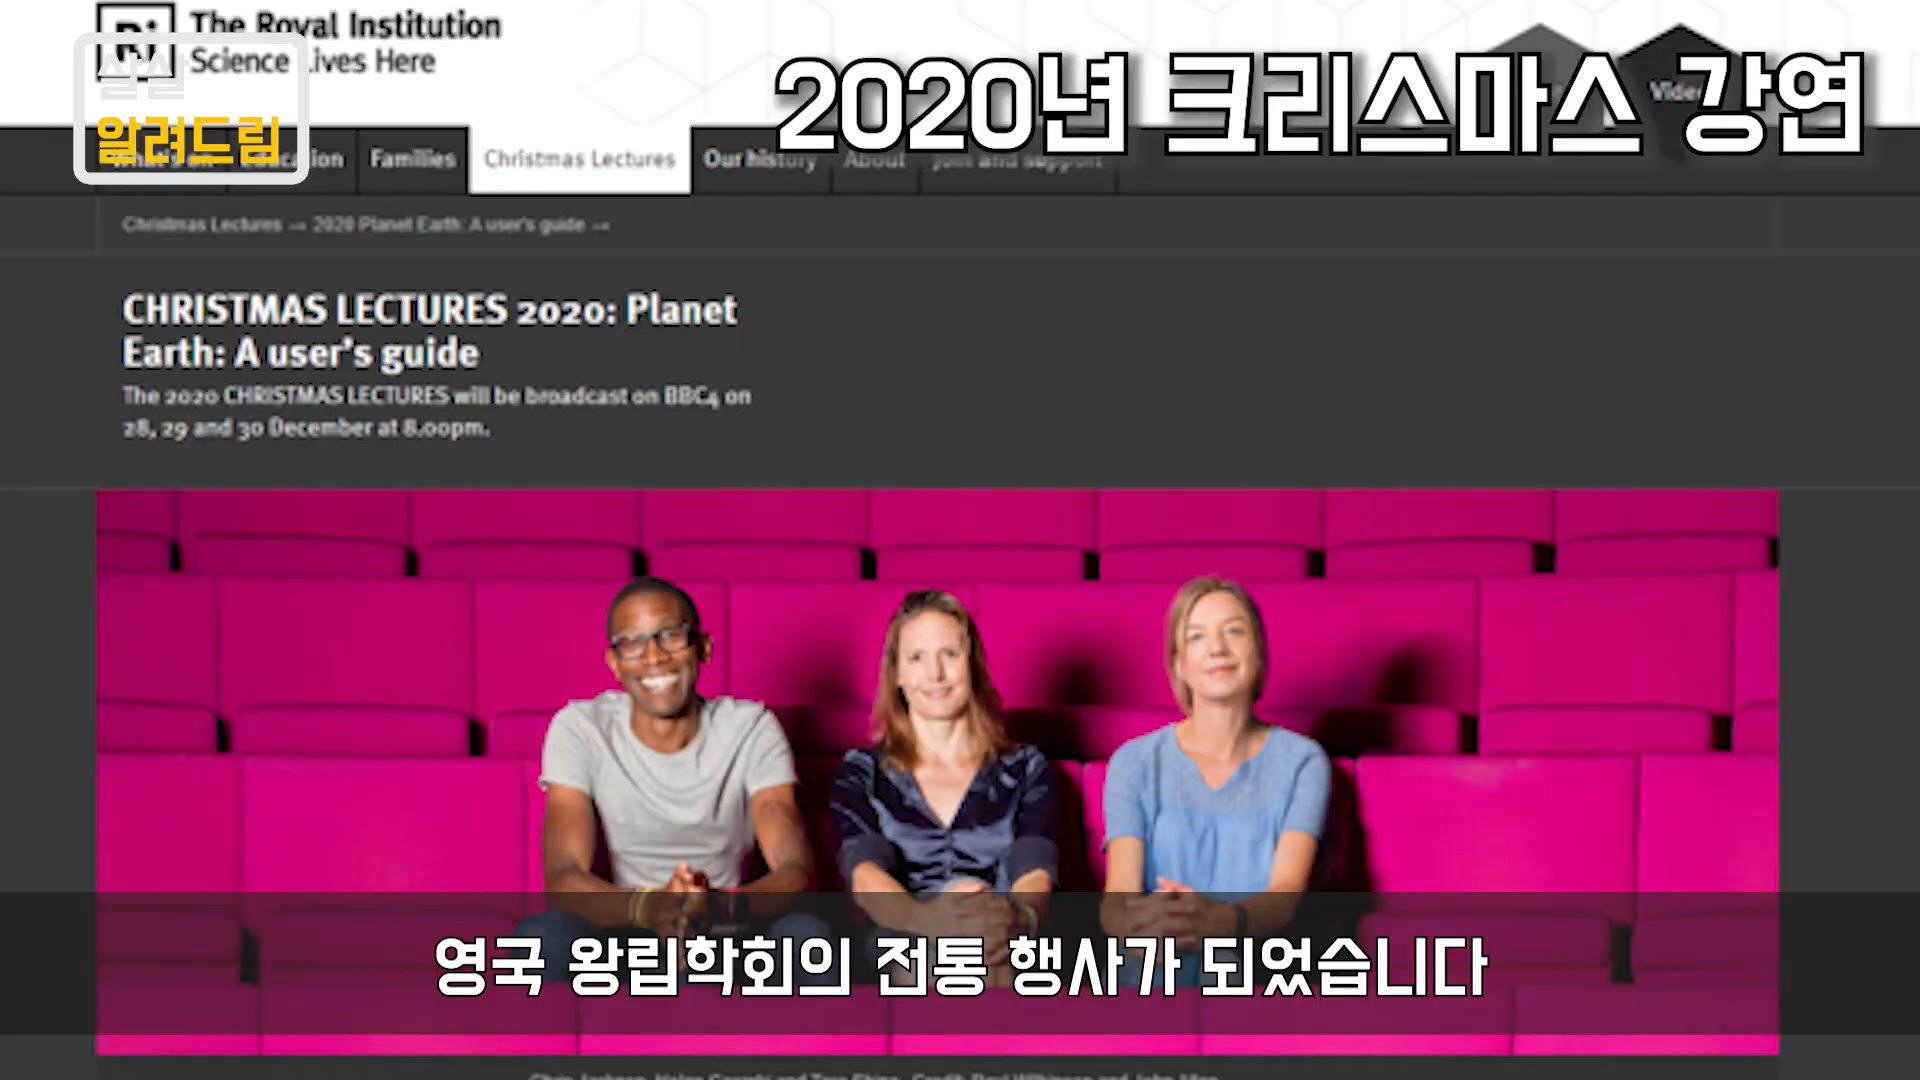 The Royal Institution
Science Lives Here
알려드림
2020년 크리스마스 강연
Families
Christmas Lectures
Our history
About
Join and support
Christmas Lectures → 2020 Planet Earth: A user's guide →
CHRISTMAS LECTURES 2020: Planet
Earth: A user's guide
The 2020 CHRISTMAS LECTURES will be broadcast on BBC4 on
28, 29 and 30 December at 8.00pm.
영국 왕립학회의 전통 행사가 되었습니다